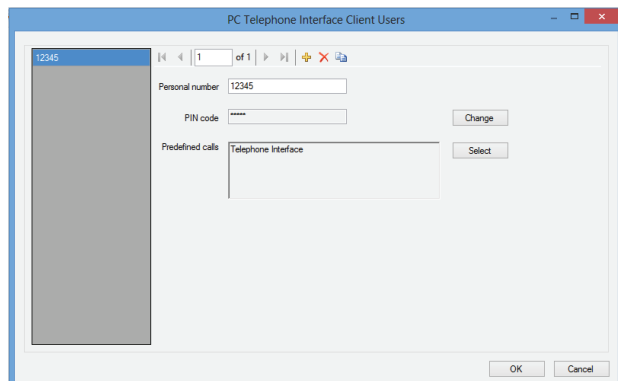 PC Telephone Interface Client Users
12345
1 of 1
Personal number 12345
PIN code *****
Change
Predefined calls Telephone Interface
Select
OK Cancel